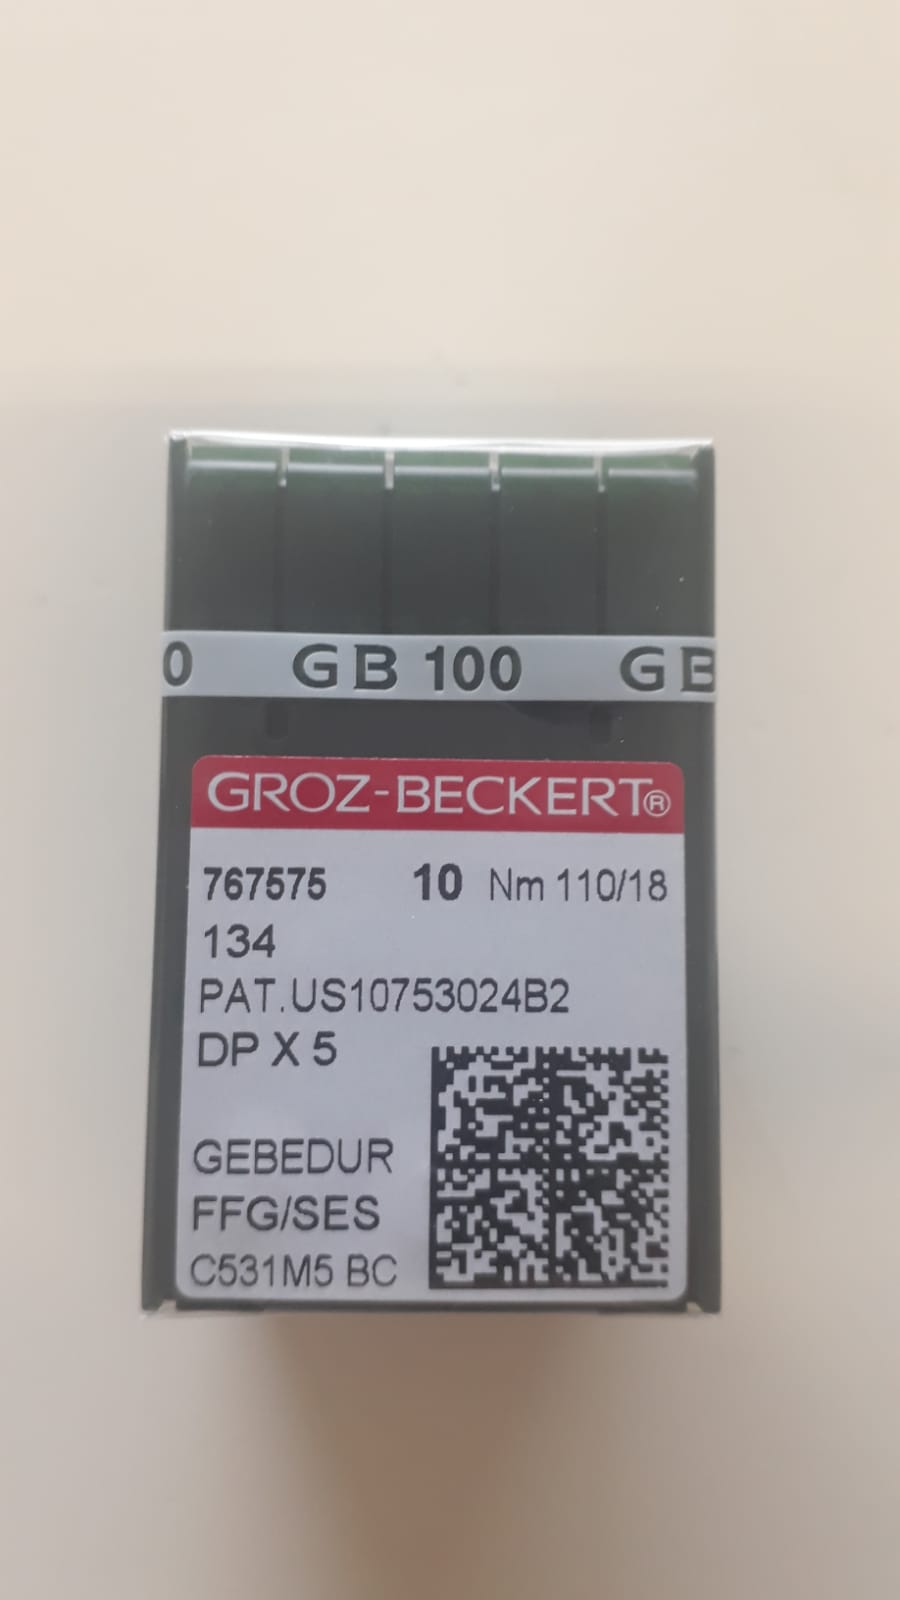 0 GB 100 GB
GROZ-BECKERT®
767575 10 Nm 110/18
134
PAT.US10753024B2
DP X 5
GEBEDUR
FFG/SES
C531M5 BC